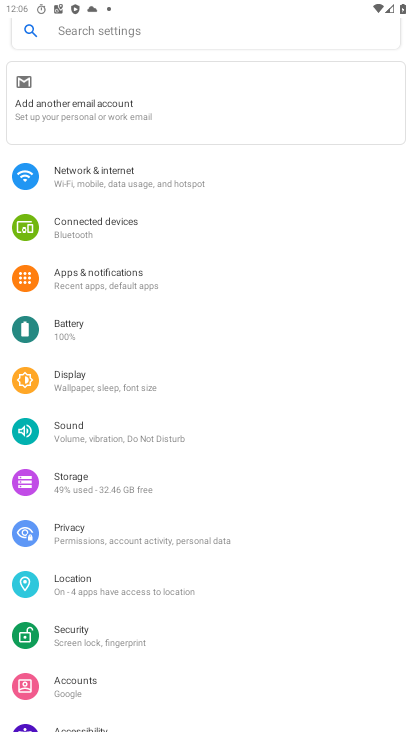 12:06
Search settings
Add another email account
Set up your personal or work email
Network & internet
Wi-Fi, mobile, data usage, and hotspot
Connected devices
Bluetooth
Apps & notifications
Recent apps, default apps
Battery
100%
Display
Wallpaper, sleep, font size
Sound
Volume, vibration, Do Not Disturb
Storage
49% used - 32.46 GB free
Privacy
Permissions, account activity, personal data
Location
On - 4 apps have access to location
Security
Screen lock, fingerprint
Accounts
Google
Accessibility